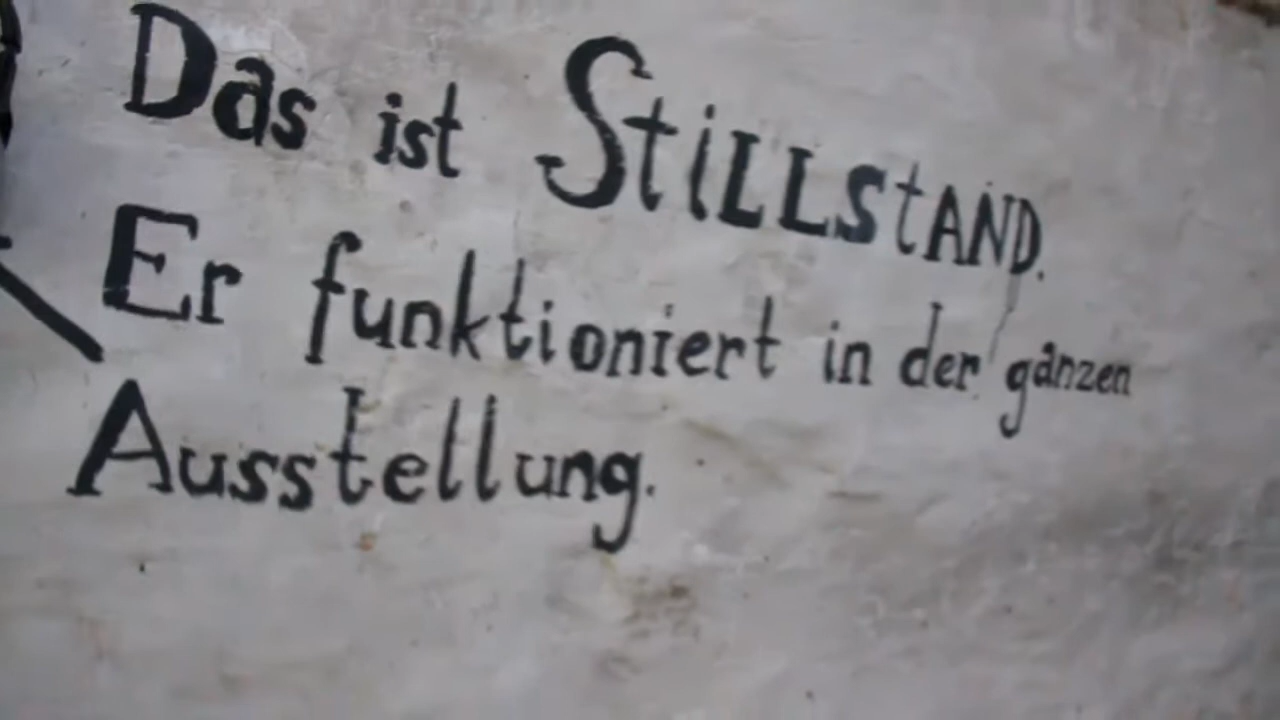 Das ist StiLLstAND.
Er funktioniert in der ganzen
Ausstellung.